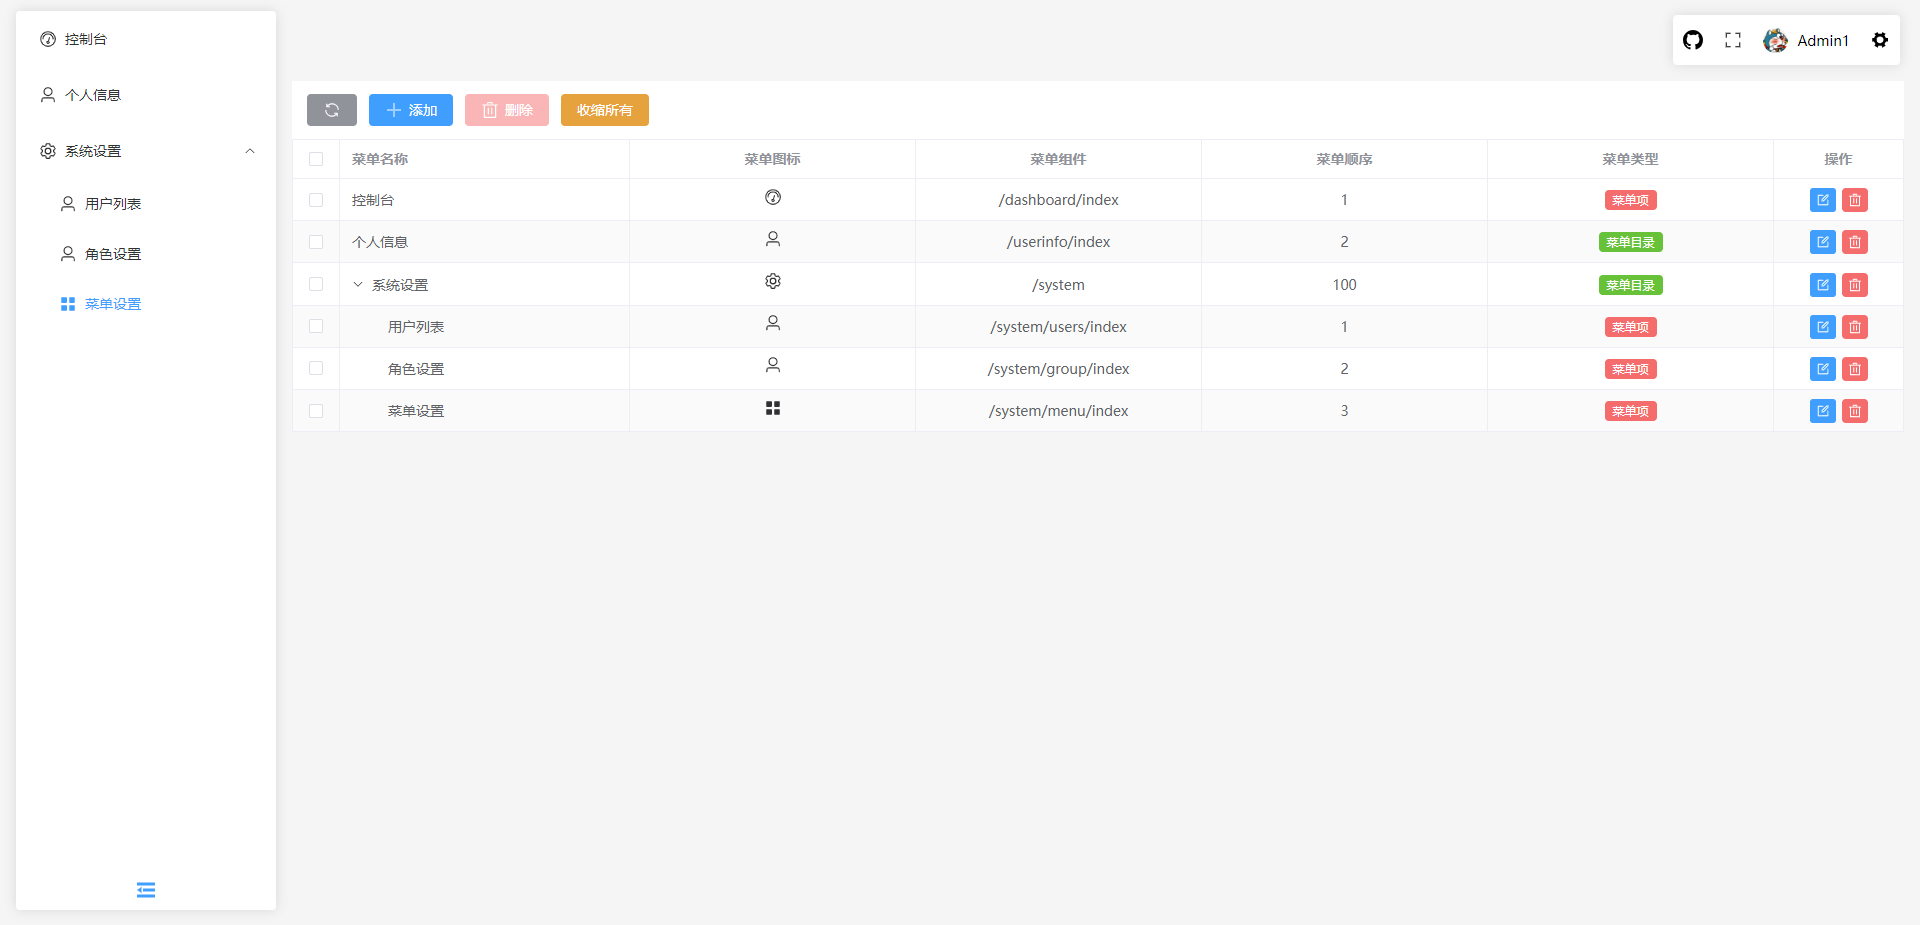 控制台
个人信息
系统设置
用户列表
角色设置
菜单设置
Admin1
添加 删除 收缩所有
菜单名称 菜单图标 菜单组件 菜单顺序 菜单类型 操作
控制台 /dashboard/index 1 菜单项
个人信息 /userinfo/index 2 菜单目录
系统设置 /system 100 菜单目录
用户列表 /system/users/index 1 菜单项
角色设置 /system/group/index 2 菜单项
菜单设置 /system/menu/index 3 菜单项